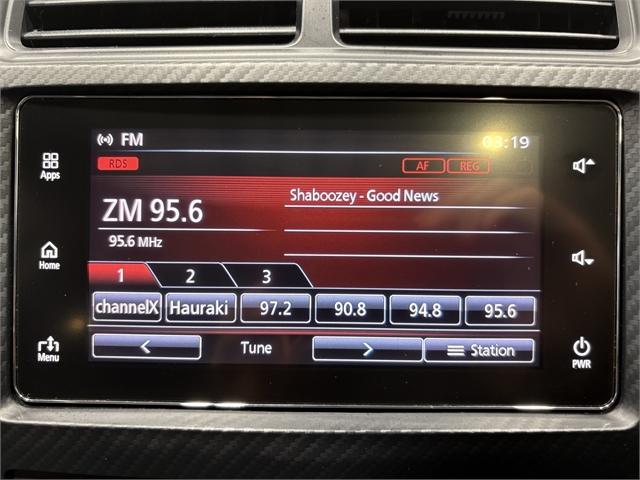 FM 03:19
RDS AF REG
Apps
Shaboozey - Good News
ZM 95.6
95.6 MHz
Home
1 2 3
channelX Hauraki 97.2 90.8 94.8 95.6
Menu
< Tune > Station
PWR